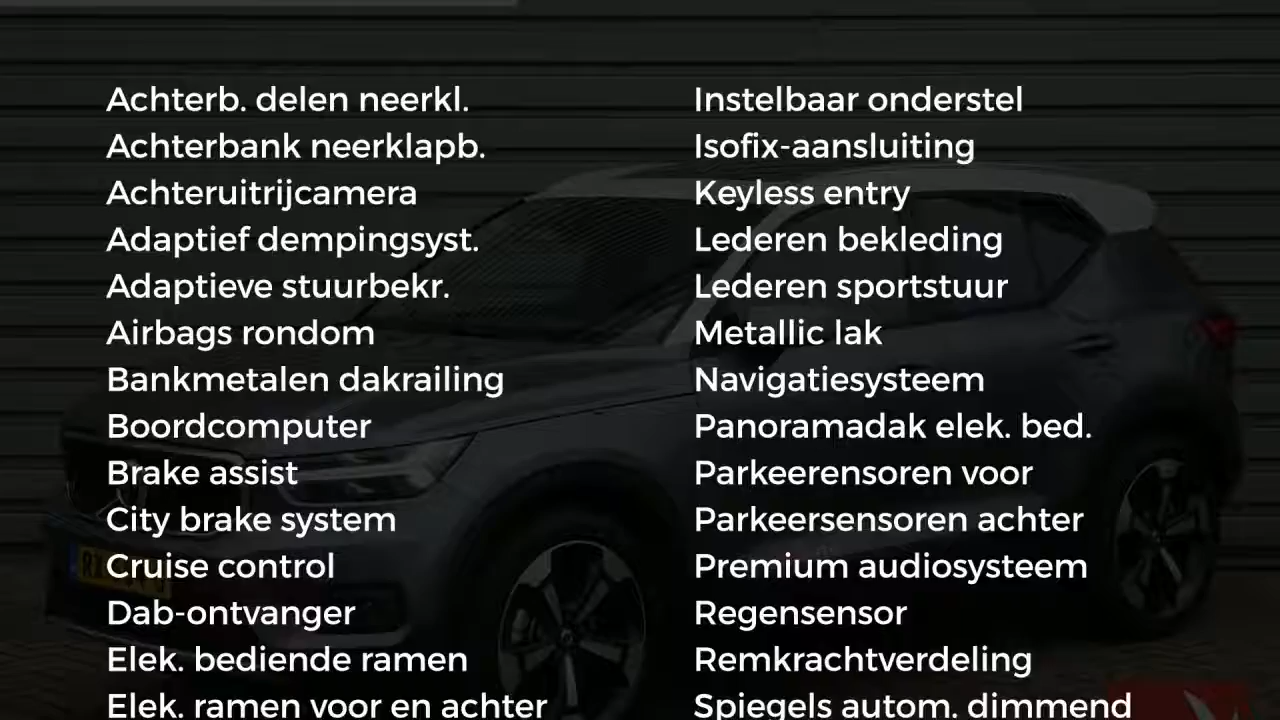 Achterb. delen neerkl.
Achterbank neerklapb.
Achteruitrijcamera
Adaptief dempingsyst.
Adaptieve stuurbekr.
Airbags rondom
Bankmetalen dakrailing
Boordcomputer
Brake assist
City brake system
Cruise control
Dab-ontvanger
Elek. bediende ramen
Elek. ramen voor en achter
Instelbaar onderstel
Isofix-aansluiting
Keyless entry
Lederen bekleding
Lederen sportstuur
Metallic lak
Navigatiesysteem
Panoramadak elek. bed.
Parkeerensoren voor
Parkeersensoren achter
Premium audiosysteem
Regensensor
Remkrachtverdeling
Spiegels autom. dimmend